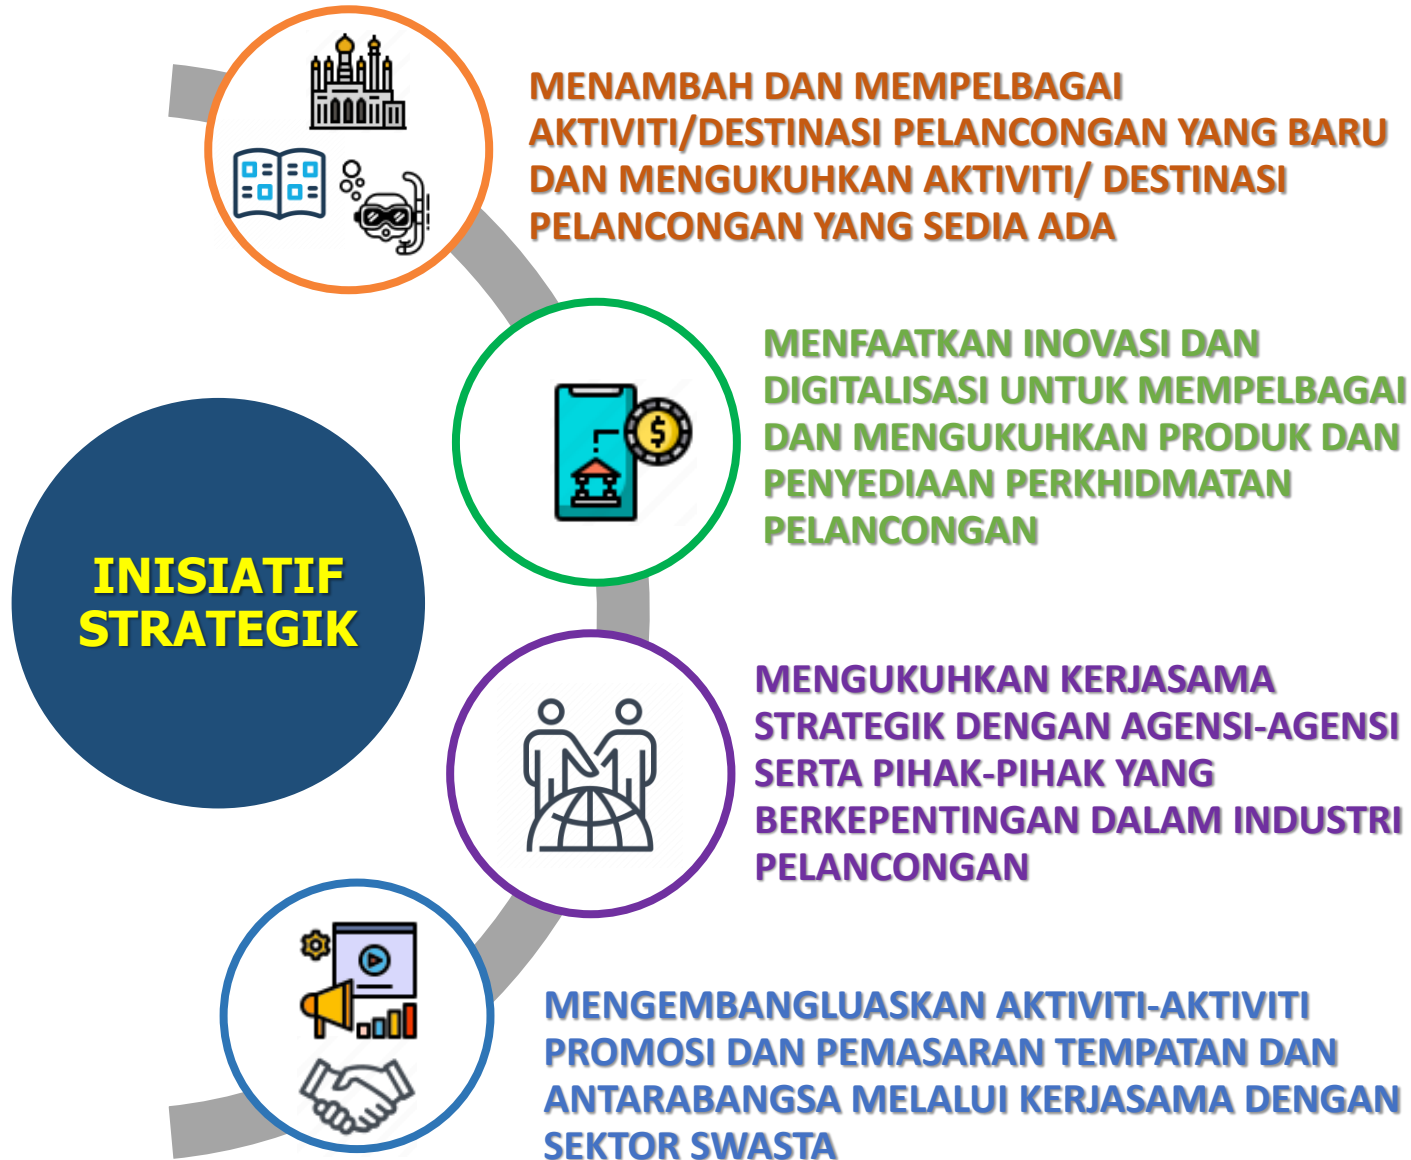 MENAMBAH DAN MEMPELBAGAI
AKTIVITI/DESTINASI PELANCONGAN YANG BARU
DAN MENGUKUHKAN AKTIVITI/ DESTINASI
PELANCONGAN YANG SEDIA ADA
MENFAATKAN INOVASI DAN
DIGITALISASI UNTUK MEMPELBAGAI
DAN MENGUKUHKAN PRODUK DAN
PENYEDIAAN PERKHIDMATAN
PELANCONGAN
INISIATIF
STRATEGIK
MENGUKUHKAN KERJASAMA
STRATEGIK DENGAN AGENSI-AGENSI
SERTA PIHAK-PIHAK YANG
BERKEPENTINGAN DALAM INDUSTRI
PELANCONGAN
MENGEMBANGLUASKAN AKTIVITI-AKTIVITI
PROMOSI DAN PEMASARAN TEMPATAN DAN
ANTARABANGSA MELALUI KERJASAMA DENGAN
SEKTOR SWASTA